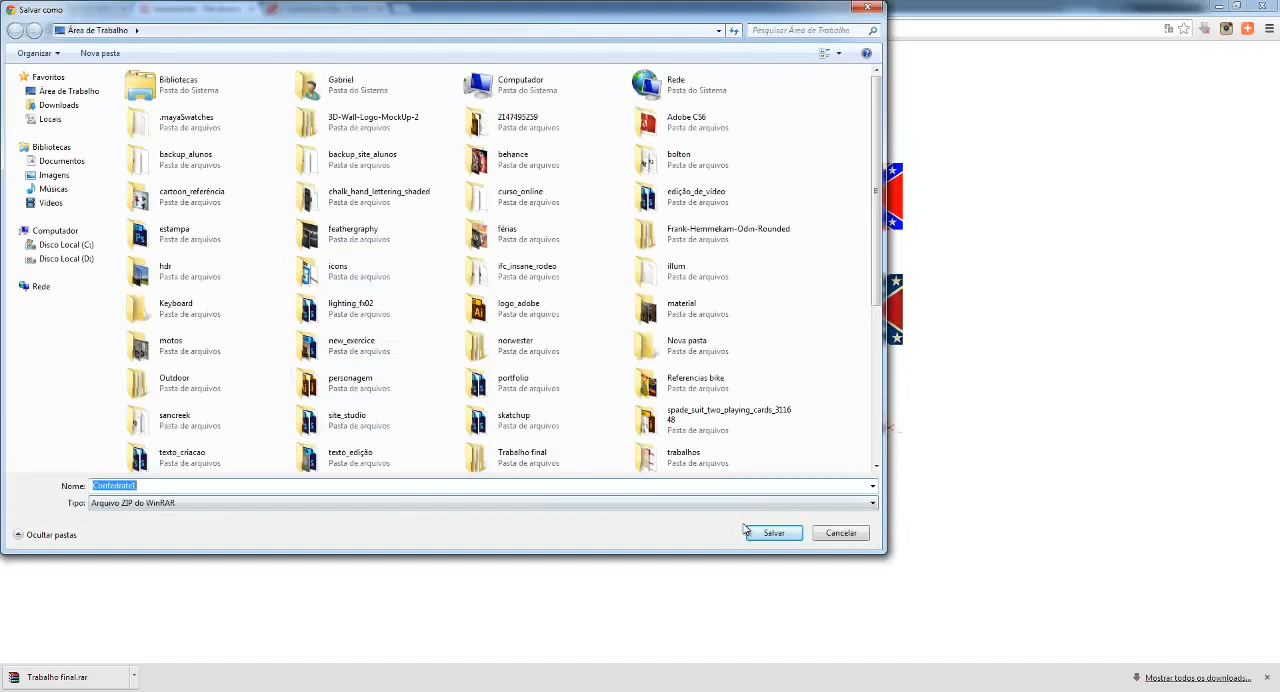 Salvar como
Área de Trabalho
Pesquisar Área de Trabalho
Organizar
Nova pasta
Favoritos
Área de Trabalho
Downloads
Locais
Bibliotecas
Documentos
Imagens
Músicas
Vídeos
Computador
Disco Local (C:)
Disco Local (D:)
Rede
Bibliotecas
Pasta do Sistema
Gabriel
Pasta do Sistema
Computador
Pasta do Sistema
Rede
Pasta do Sistema
.mayaSwatches
Pasta de arquivos
3D-Wall-Logo-MockUp-2
Pasta de arquivos
2147495259
Pasta de arquivos
Adobe CS6
Pasta de arquivos
backup_alunos
Pasta de arquivos
backup_site_alunos
Pasta de arquivos
behance
Pasta de arquivos
bolton
Pasta de arquivos
cartoon_referência
Pasta de arquivos
chalk_hand_lettering_shaded
Pasta de arquivos
curso_online
Pasta de arquivos
edição_de_vídeo
Pasta de arquivos
estampa
Pasta de arquivos
feathergraphy
Pasta de arquivos
férias
Pasta de arquivos
Frank-Hemmekam-Odin-Rounded
Pasta de arquivos
hdr
Pasta de arquivos
icons
Pasta de arquivos
ifc_insane_rodeo
Pasta de arquivos
illum
Pasta de arquivos
Keyboard
Pasta de arquivos
lighting_fx02
Pasta de arquivos
logo_adobe
Pasta de arquivos
material
Pasta de arquivos
motos
Pasta de arquivos
new_exercice
Pasta de arquivos
norwester
Pasta de arquivos
Nova pasta
Pasta de arquivos
Outdoor
Pasta de arquivos
personagem
Pasta de arquivos
portfolio
Pasta de arquivos
Referencias bike
Pasta de arquivos
sancreek
Pasta de arquivos
site_studio
Pasta de arquivos
skatchup
Pasta de arquivos
spade_suit_two_playing_cards_3116
48
Pasta de arquivos
texto_criacao
Pasta de arquivos
texto_edição
Pasta de arquivos
Trabalho final
Pasta de arquivos
trabalhos
Pasta de arquivos
Nome: Confedrate1
Tipo: Arquivo ZIP do WinRAR
Ocultar pastas
Salvar
Cancelar
Trabalho final.rar
Mostrar todos os downloads...